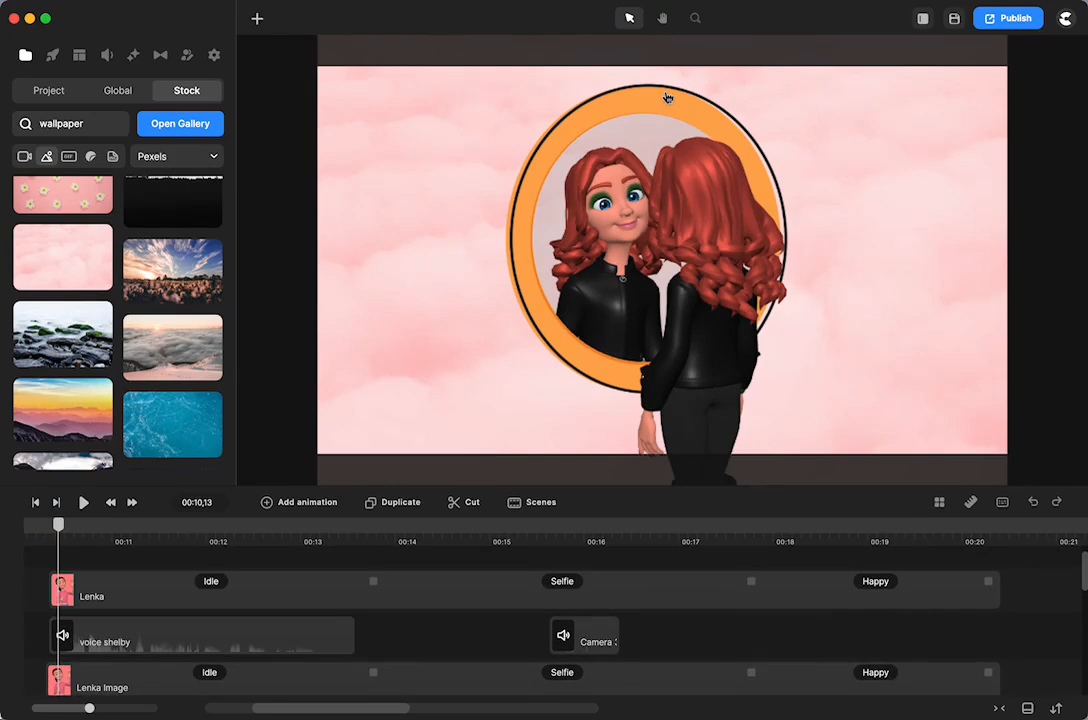 Publish
Project Global Stock
wallpaper Open Gallery
GIF Pexels
00:10,13 Add animation Duplicate Cut Scenes
00:11 00:12 00:13 00:14 00:15 00:16 00:17 00:18 00:19 00:20 00:21
Idle Selfie Happy
Lenka
voice shelby Camera
Idle Selfie Happy
Lenka Image